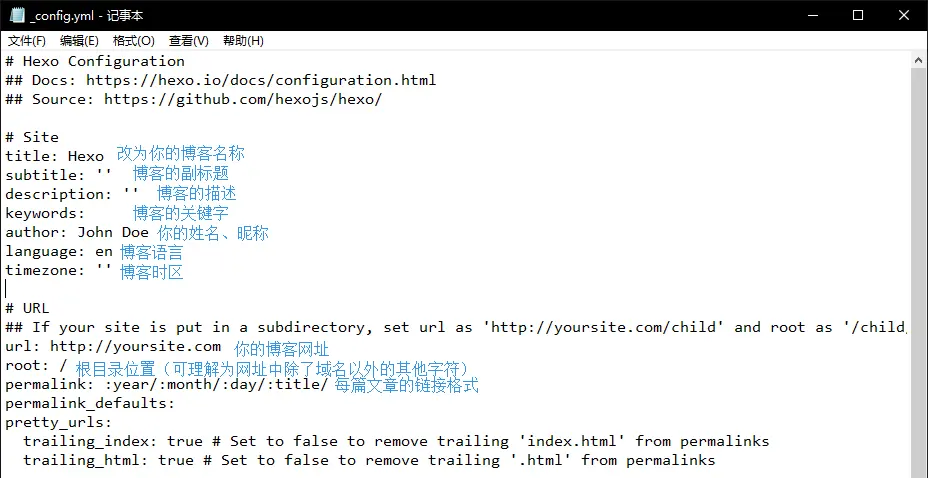 _config.yml - 记事本
文件(F) 编辑(E) 格式(O) 查看(V) 帮助(H)
# Hexo Configuration
## Docs: https://hexo.io/docs/configuration.html
## Source: https://github.com/hexojs/hexo/
# Site
title: Hexo 改为你的博客名称
subtitle: '' 博客的副标题
description: '' 博客的描述
keywords: 博客的关键字
author: John Doe 你的姓名、昵称
language: en 博客语言
timezone: '' 博客时区
# URL
## If your site is put in a subdirectory, set url as 'http://yoursite.com/child' and root as '/child/
url: http://yoursite.com 你的博客网址
root: / 根目录位置（可理解为网址中除了域名以外的其他字符）
permalink: :year/:month/:day/:title/ 每篇文章的链接格式
permalink_defaults:
pretty_urls:
  trailing_index: true # Set to false to remove trailing 'index.html' from permalinks
  trailing_html: true # Set to false to remove trailing '.html' from permalinks